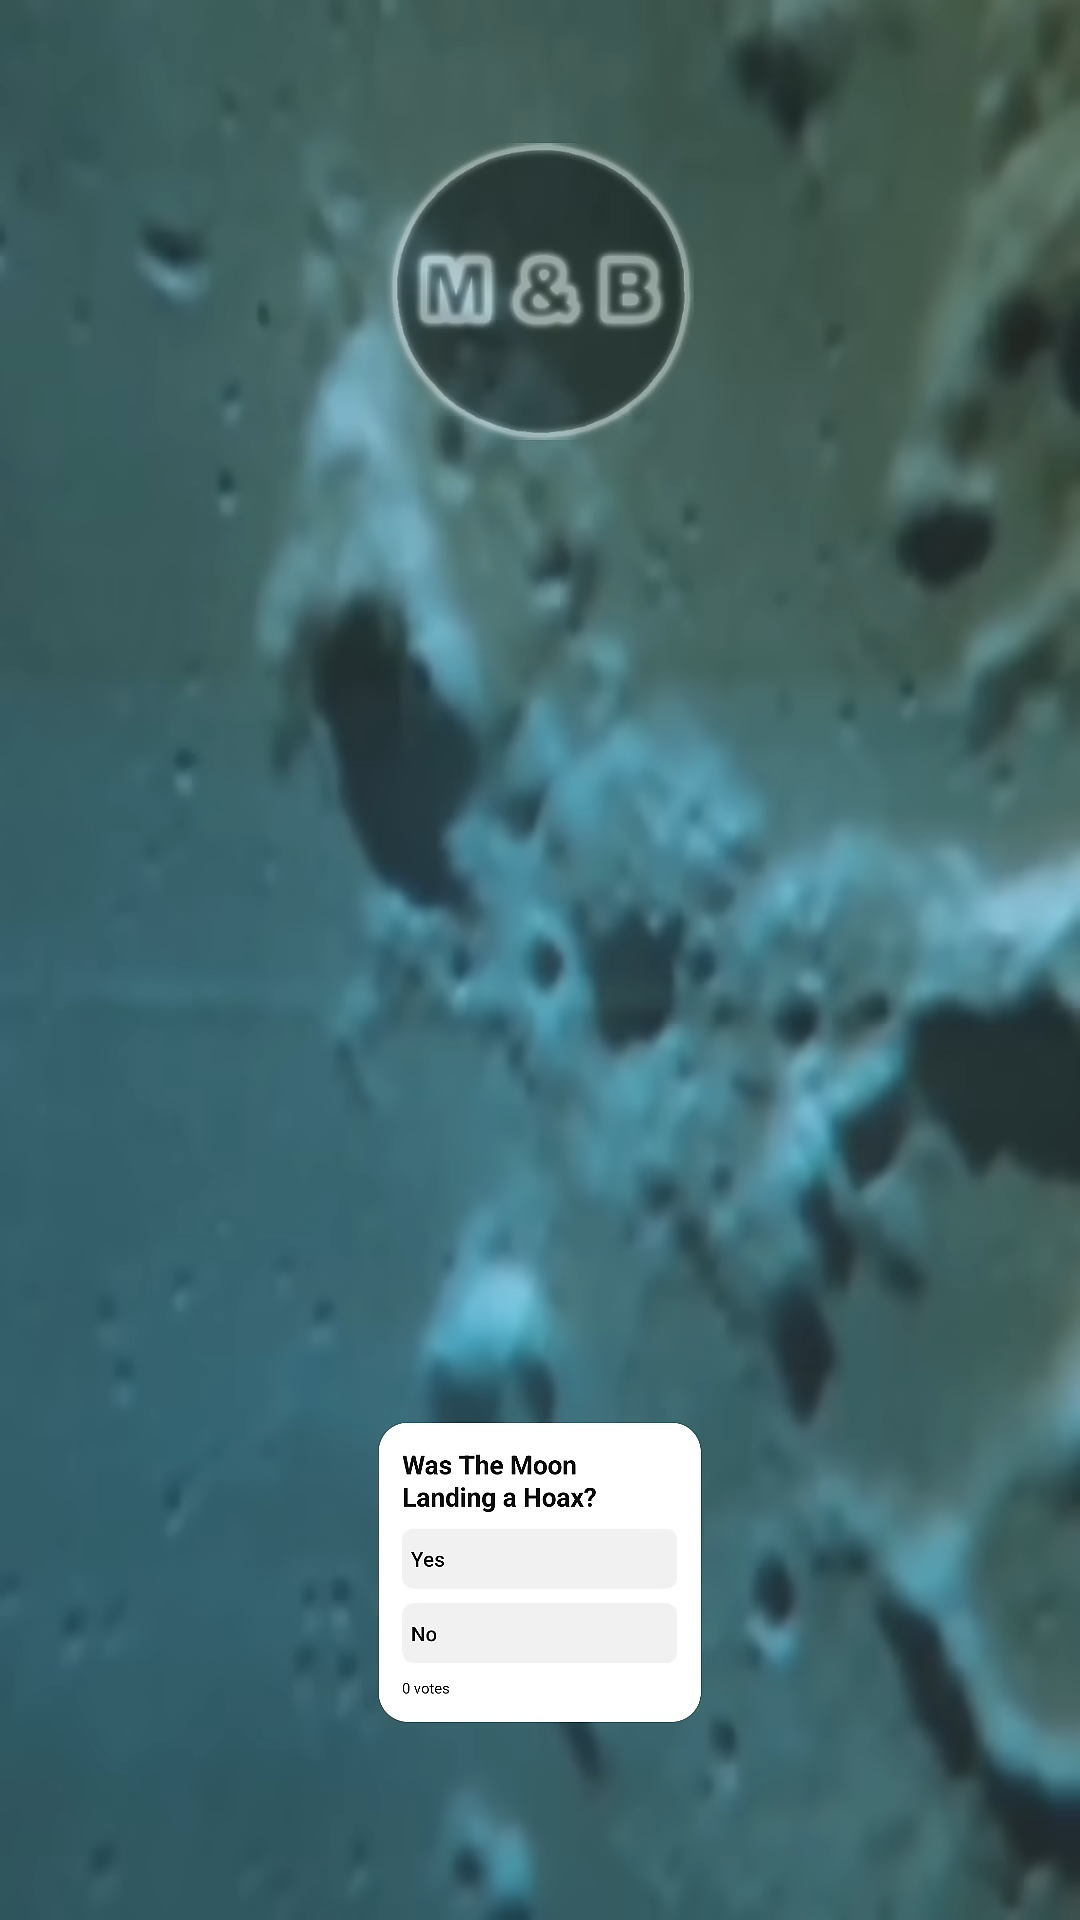 M & B
Was The Moon
Landing a Hoax?
Yes
No
0 votes